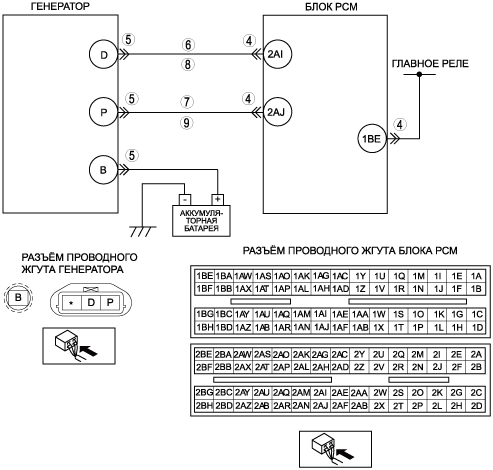 ГЕНЕРАТОР
БЛОК PCM
D 5 6 4 2AI
8
ГЛАВНОЕ РЕЛЕ
P 5 7 4 2AJ
9
1BE 4
B 5
- +
АККУМУЛЯ-
ТОРНАЯ
БАТАРЕЯ
РАЗЪЁМ ПРОВОДНОГО
ЖГУТА ГЕНЕРАТОРА
B
* D P
РАЗЪЁМ ПРОВОДНОГО ЖГУТА БЛОКА PCM
1BE 1BA 1AW 1AS 1AO 1AK 1AG 1AC 1Y 1U 1Q 1M 1I 1E 1A
1BF 1BB 1AX 1AT 1AP 1AL 1AH 1AD 1Z 1V 1R 1N 1J 1F 1B
1BG 1BC 1AY 1AU 1AQ 1AM 1AI 1AE 1AA 1W 1S 1O 1K 1G 1C
1BH 1BD 1AZ 1AV 1AR 1AN 1AJ 1AF 1AB 1X 1T 1P 1L 1H 1D
2BE 2BA 2AW 2AS 2AO 2AK 2AG 2AC 2Y 2U 2Q 2M 2I 2E 2A
2BF 2BB 2AX 2AT 2AP 2AL 2AH 2AD 2Z 2V 2R 2N 2J 2F 2B
2BG 2BC 2AY 2AU 2AQ 2AM 2AI 2AE 2AA 2W 2S 2O 2K 2G 2C
2BH 2BD 2AZ 2AV 2AR 2AN 2AJ 2AF 2AB 2X 2T 2P 2L 2H 2D